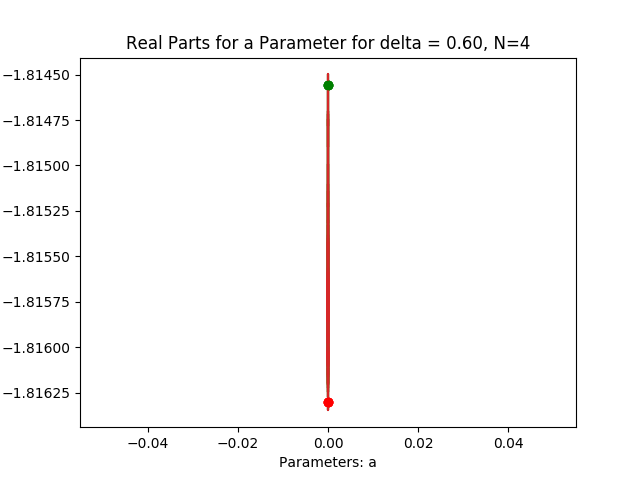 Real Parts for a Parameter for delta = 0.60, N=4
−1.81450
−1.81475
−1.81500
−1.81525
−1.81550
−1.81575
−1.81600
−1.81625
−0.04 −0.02 0.00 0.02 0.04
Parameters: a